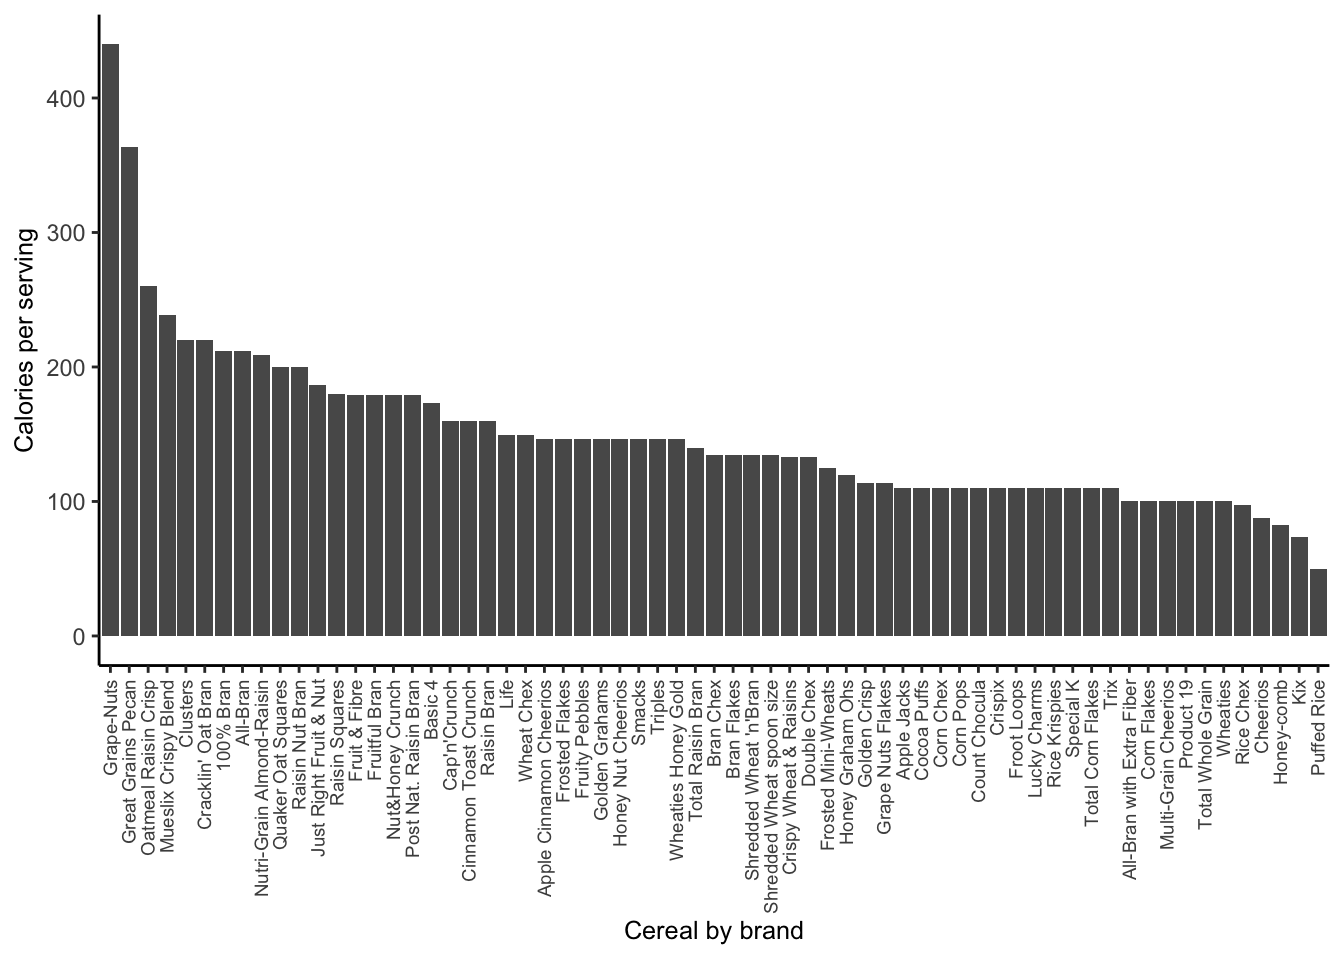 400
300
200
100
0
Calories per serving
Grape-Nuts
Great Grains Pecan
Oatmeal Raisin Crisp
Mueslix Crispy Blend
Clusters
Cracklin' Oat Bran
100% Bran
All-Bran
Nutri-Grain Almond-Raisin
Quaker Oat Squares
Raisin Nut Bran
Just Right Fruit & Nut
Raisin Squares
Fruit & Fibre
Fruitful Bran
Nut&Honey Crunch
Post Nat. Raisin Bran
Basic 4
Cap'n'Crunch
Cinnamon Toast Crunch
Raisin Bran
Life
Wheat Chex
Apple Cinnamon Cheerios
Frosted Flakes
Fruity Pebbles
Golden Grahams
Honey Nut Cheerios
Smacks
Triples
Wheaties Honey Gold
Total Raisin Bran
Bran Chex
Bran Flakes
Shredded Wheat 'n'Bran
Shredded Wheat spoon size
Crispy Wheat & Raisins
Double Chex
Frosted Mini-Wheats
Honey Graham Ohs
Golden Crisp
Grape Nuts Flakes
Apple Jacks
Cocoa Puffs
Corn Chex
Corn Pops
Count Chocula
Crispix
Froot Loops
Lucky Charms
Rice Krispies
Special K
Total Corn Flakes
Trix
All-Bran with Extra Fiber
Corn Flakes
Multi-Grain Cheerios
Product 19
Total Whole Grain
Wheaties
Rice Chex
Cheerios
Honey-comb
Kix
Puffed Rice
Cereal by brand